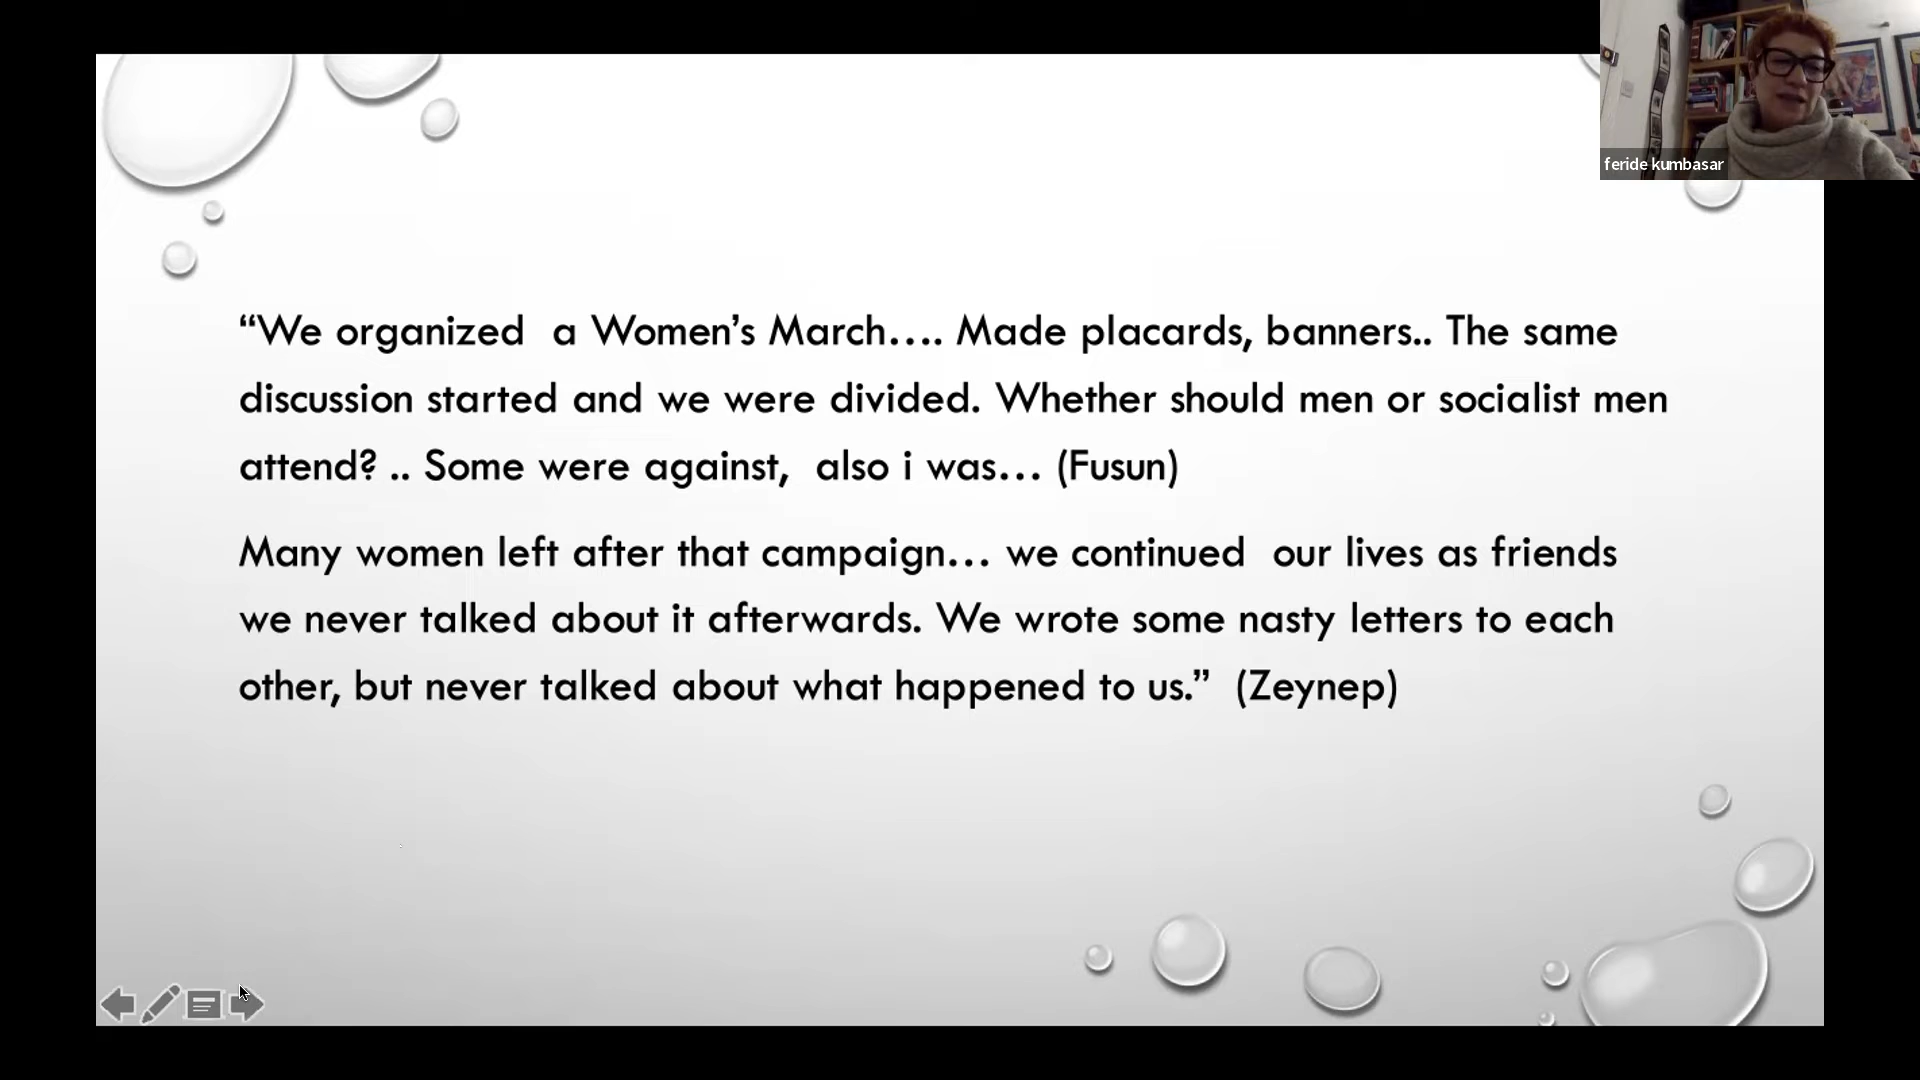 feride kumbasar
“We organized  a Women’s March.... Made placards, banners.. The same
discussion started and we were divided. Whether should men or socialist men
attend? .. Some were against,  also i was... (Fusun)
Many women left after that campaign... we continued  our lives as friends
we never talked about it afterwards. We wrote some nasty letters to each
other, but never talked about what happened to us.”  (Zeynep)